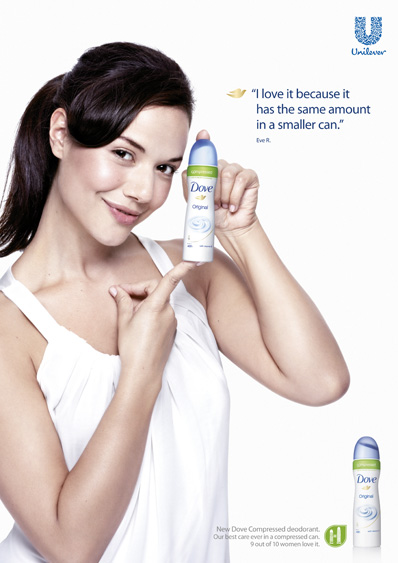 Unilever
"I love it because it
has the same amount
in a smaller can."
Eve R.
Dove
Original
Dove
Original
New Dove Compressed deodorant.
Our best care ever in a compressed can.
9 out of 10 women love it.